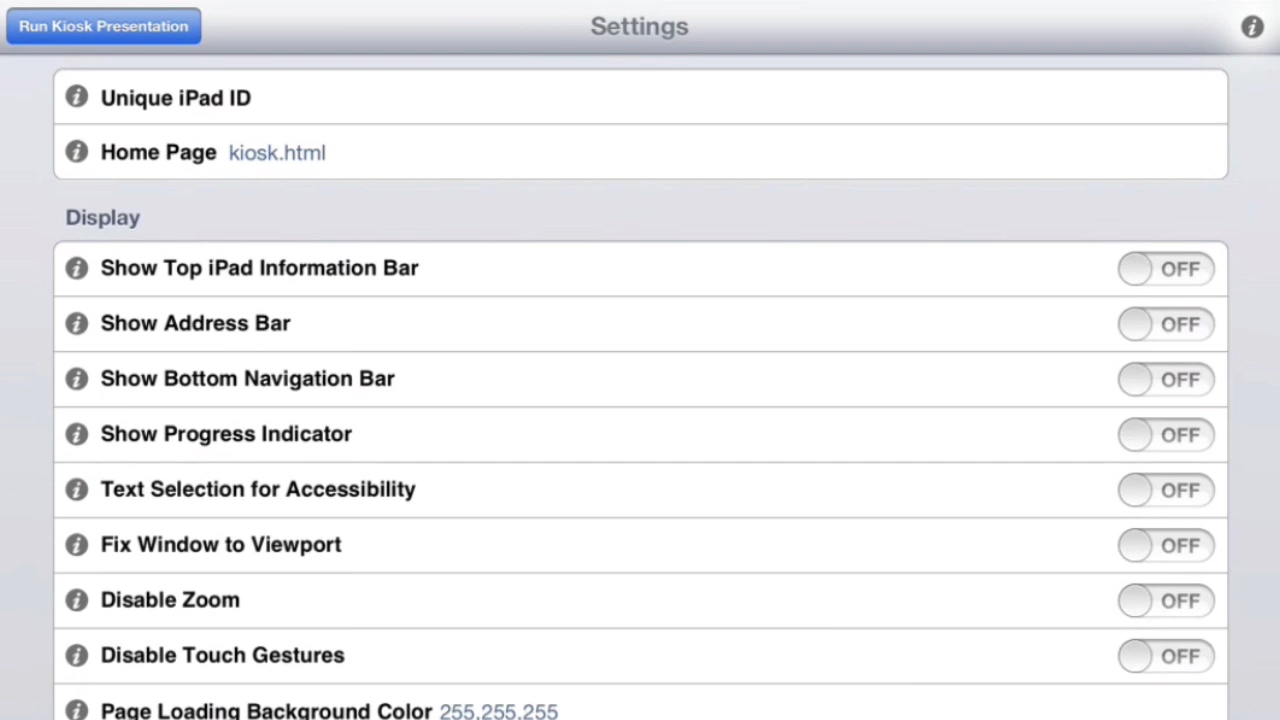 Run Kiosk Presentation
Settings
Unique iPad ID
Home Page kiosk.html
Display
Show Top iPad Information Bar OFF
Show Address Bar OFF
Show Bottom Navigation Bar OFF
Show Progress Indicator OFF
Text Selection for Accessibility OFF
Fix Window to Viewport OFF
Disable Zoom OFF
Disable Touch Gestures OFF
Page Loading Background Color 255,255,255